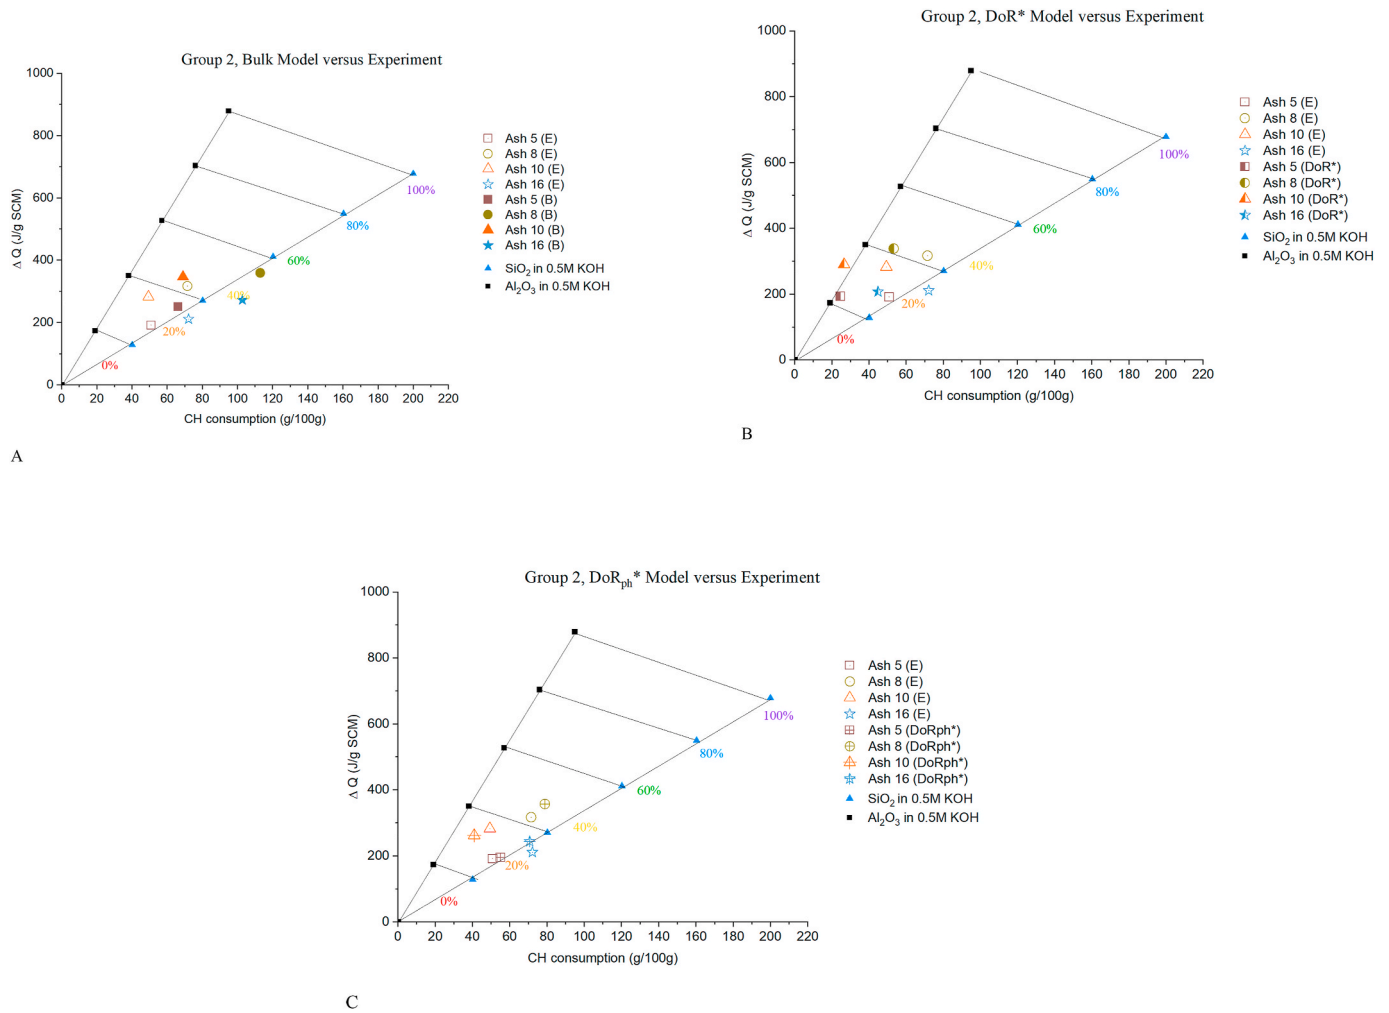 Group 2, Bulk Model versus Experiment
1000
800
600
400
200
0
Δ Q (J/g SCM)
100%
80%
60%
40%
20%
0%
0 20 40 60 80 100 120 140 160 180 200 220
CH consumption (g/100g)
Ash 5 (E)
Ash 8 (E)
Ash 10 (E)
Ash 16 (E)
Ash 5 (B)
Ash 8 (B)
Ash 10 (B)
Ash 16 (B)
SiO₂ in 0.5M KOH
Al₂O₃ in 0.5M KOH
A
Group 2, DoR* Model versus Experiment
1000
800
600
400
200
0
Δ Q (J/g SCM)
100%
80%
60%
40%
20%
0%
0 20 40 60 80 100 120 140 160 180 200 220
CH consumption (g/100g)
Ash 5 (E)
Ash 8 (E)
Ash 10 (E)
Ash 16 (E)
Ash 5 (DoR*)
Ash 8 (DoR*)
Ash 10 (DoR*)
Ash 16 (DoR*)
SiO₂ in 0.5M KOH
Al₂O₃ in 0.5M KOH
B
Group 2, DoRph* Model versus Experiment
1000
800
600
400
200
0
Δ Q (J/g SCM)
100%
80%
60%
40%
20%
0%
0 20 40 60 80 100 120 140 160 180 200 220
CH consumption (g/100g)
Ash 5 (E)
Ash 8 (E)
Ash 10 (E)
Ash 16 (E)
Ash 5 (DoRph*)
Ash 8 (DoRph*)
Ash 10 (DoRph*)
Ash 16 (DoRph*)
SiO₂ in 0.5M KOH
Al₂O₃ in 0.5M KOH
C